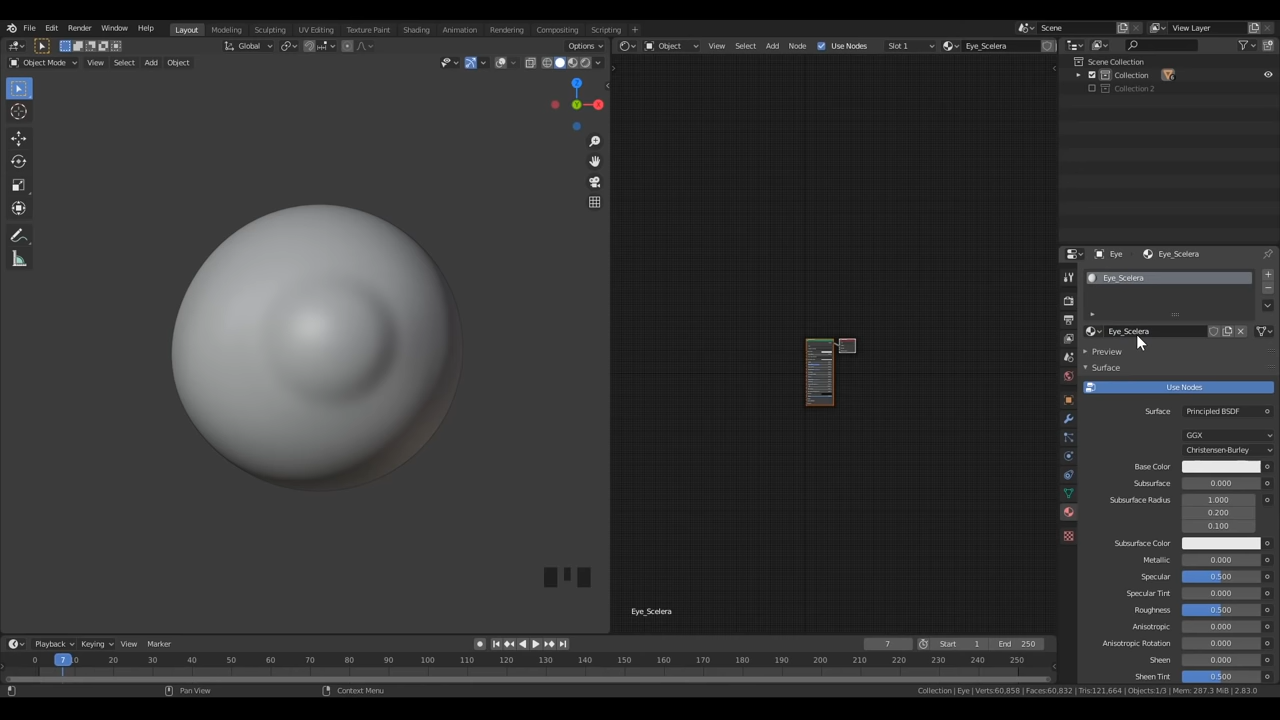 File Edit Render Window Help Layout Modeling Sculpting UV Editing Texture Paint Shading Animation Rendering Compositing Scripting + Scene View Layer
Global Options Object View Select Add Node Use Nodes Slot 1 Eye_Scelera
Object Mode View Select Add Object
Scene Collection
Collection
Collection 2
Z
Y
X
Eye Eye_Scelera
Eye_Scelera
Eye_Scelera
Preview
Surface
Use Nodes
Surface Principled BSDF
GGX
Christensen-Burley
Base Color
Subsurface 0.000
Subsurface Radius 1.000
0.200
0.100
Subsurface Color
Metallic 0.000
Specular 0.500
Specular Tint 0.000
Roughness 0.500
Anisotropic 0.000
Anisotropic Rotation 0.000
Sheen 0.000
Sheen Tint 0.500
Eye_Scelera
Playback Keying View Marker 7 Start 1 End 250
0 7 10 20 30 40 50 60 70 80 90 100 110 120 130 140 150 160 170 180 190 200 210 220 230 240 250
Pan View Context Menu Collection | Eye | Verts:60,858 | Faces:60,832 | Tris:121,664 | Objects:1/3 | Mem: 287.3 MiB | 2.83.0